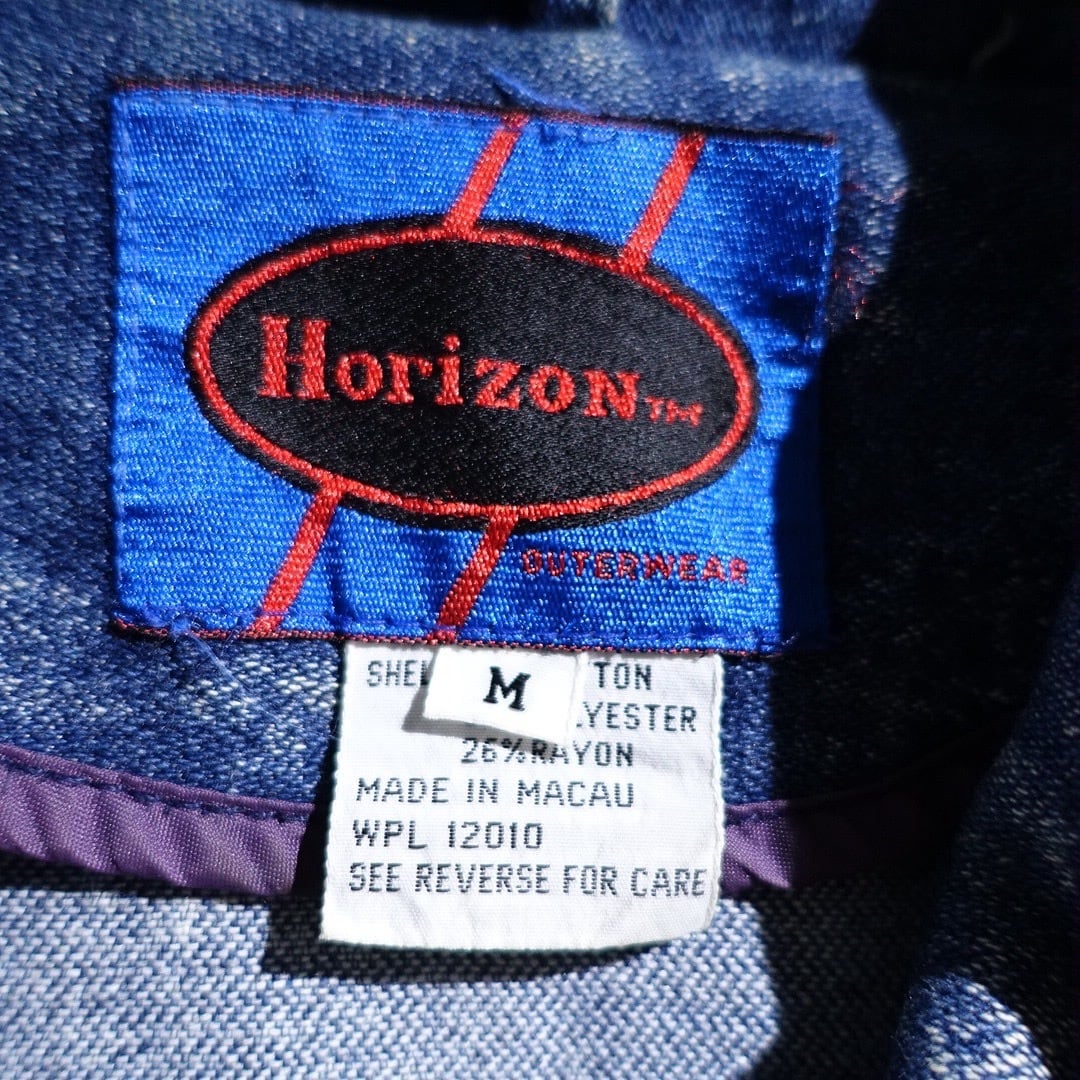 Horizon™
OUTERWEAR
M
26% RAYON
MADE IN MACAU
WPL 12010
SEE REVERSE FOR CARE